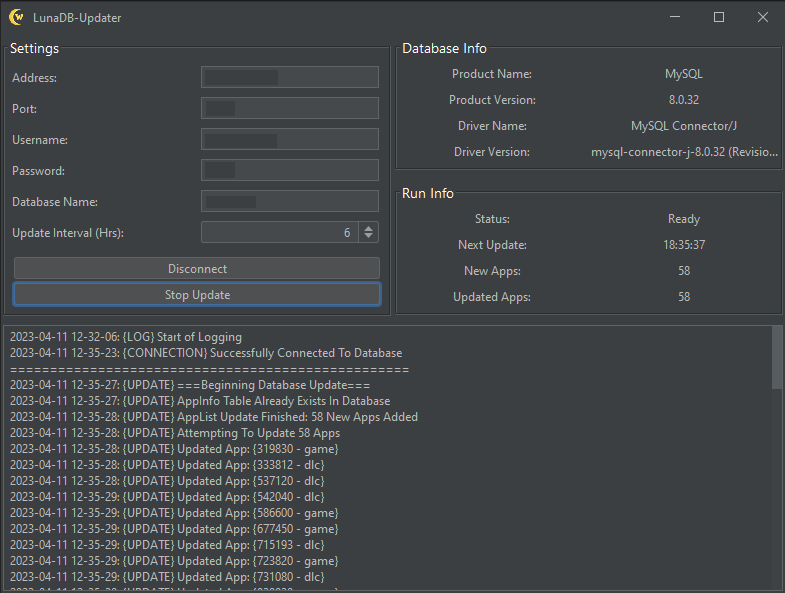 LunaDB-Updater
Settings
Address:
Port:
Username:
Password:
Database Name:
Update Interval (Hrs): 6
Disconnect
Stop Update
Database Info
Product Name: MySQL
Product Version: 8.0.32
Driver Name: MySQL Connector/J
Driver Version: mysql-connector-j-8.0.32 (Revisio...
Run Info
Status: Ready
Next Update: 18:35:37
New Apps: 58
Updated Apps: 58
2023-04-11 12-32-06: {LOG} Start of Logging
2023-04-11 12-35-23: {CONNECTION} Successfully Connected To Database
==================================================
2023-04-11 12-35-27: {UPDATE} ===Beginning Database Update===
2023-04-11 12-35-27: {UPDATE} AppInfo Table Already Exists In Database
2023-04-11 12-35-28: {UPDATE} AppList Update Finished: 58 New Apps Added
2023-04-11 12-35-28: {UPDATE} Attempting To Update 58 Apps
2023-04-11 12-35-28: {UPDATE} Updated App: {319830 - game}
2023-04-11 12-35-28: {UPDATE} Updated App: {333812 - dlc}
2023-04-11 12-35-28: {UPDATE} Updated App: {537120 - dlc}
2023-04-11 12-35-29: {UPDATE} Updated App: {542040 - dlc}
2023-04-11 12-35-29: {UPDATE} Updated App: {586600 - game}
2023-04-11 12-35-29: {UPDATE} Updated App: {677450 - game}
2023-04-11 12-35-29: {UPDATE} Updated App: {715193 - dlc}
2023-04-11 12-35-29: {UPDATE} Updated App: {723820 - game}
2023-04-11 12-35-29: {UPDATE} Updated App: {731080 - dlc}